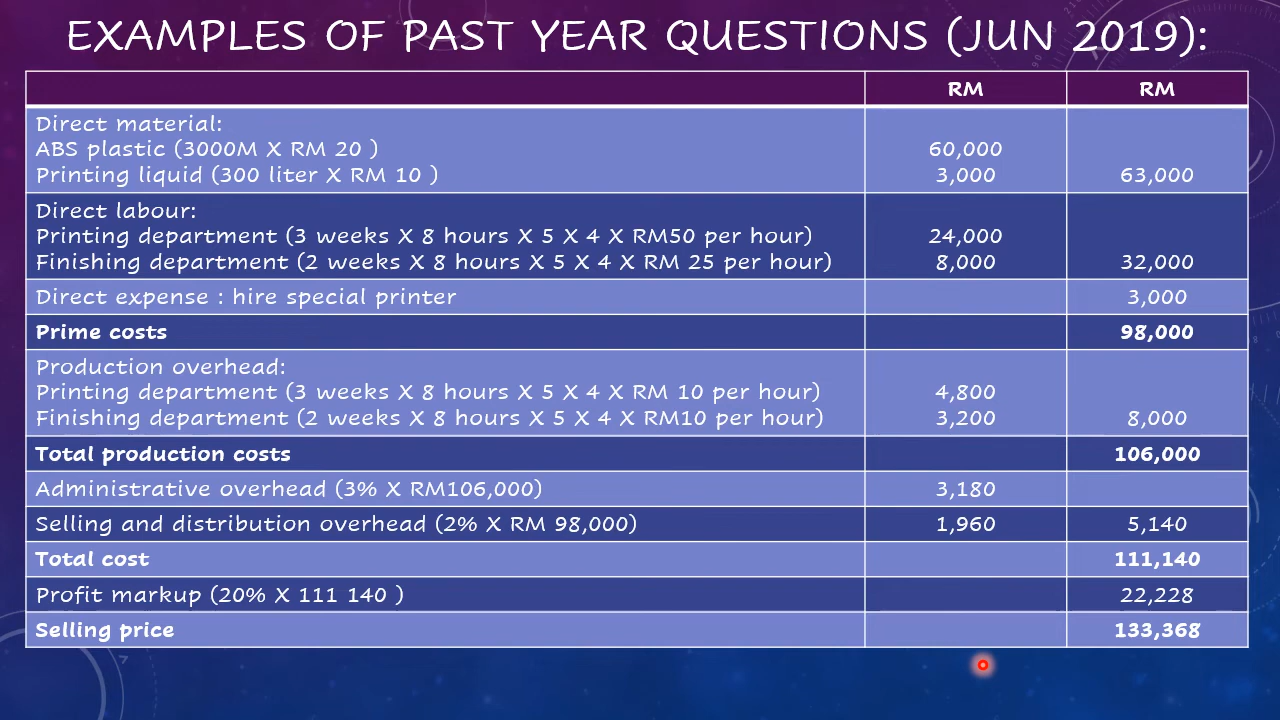 EXAMPLES OF PAST YEAR QUESTIONS (JUN 2019):
RM RM
Direct material:
ABS plastic (3000M X RM 20 ) 60,000
Printing liquid (300 liter X RM 10 ) 3,000 63,000
Direct labour:
Printing department (3 weeks X 8 hours X 5 X 4 X RM50 per hour) 24,000
Finishing department (2 weeks X 8 hours X 5 X 4 X RM 25 per hour) 8,000 32,000
Direct expense : hire special printer 3,000
Prime costs 98,000
Production overhead:
Printing department (3 weeks X 8 hours X 5 X 4 X RM 10 per hour) 4,800
Finishing department (2 weeks X 8 hours X 5 X 4 X RM10 per hour) 3,200 8,000
Total production costs 106,000
Administrative overhead (3% X RM106,000) 3,180
Selling and distribution overhead (2% X RM 98,000) 1,960 5,140
Total cost 111,140
Profit markup (20% X 111 140 ) 22,228
Selling price 133,368